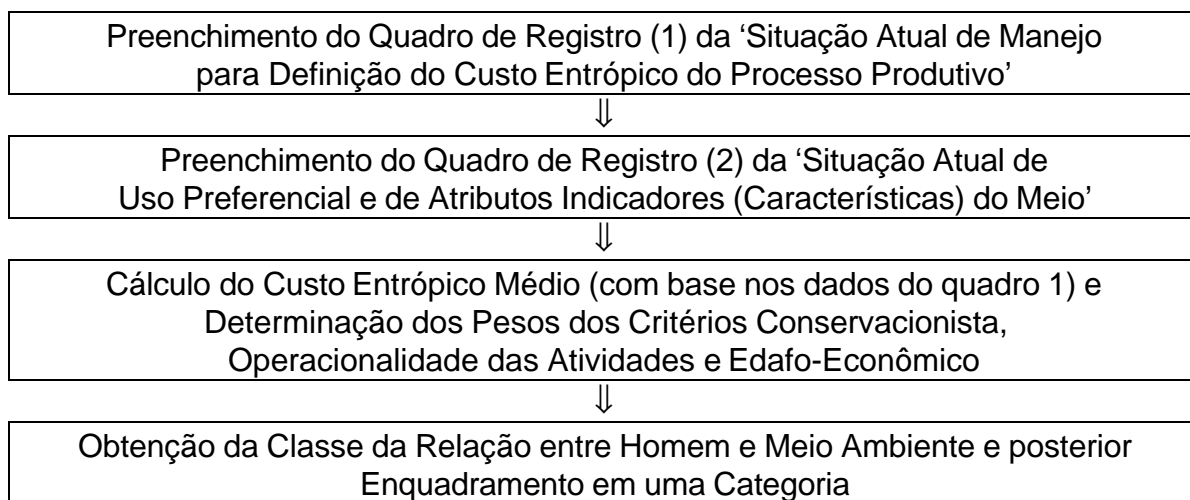 Preenchimento do Quadro de Registro (1) da ‘Situação Atual de Manejo
para Definição do Custo Entrópico do Processo Produtivo’
⇓
Preenchimento do Quadro de Registro (2) da ‘Situação Atual de
Uso Preferencial e de Atributos Indicadores (Características) do Meio’
⇓
Cálculo do Custo Entrópico Médio (com base nos dados do quadro 1) e
Determinação dos Pesos dos Critérios Conservacionista,
Operacionalidade das Atividades e Edafo-Econômico
⇓
Obtenção da Classe da Relação entre Homem e Meio Ambiente e posterior
Enquadramento em uma Categoria